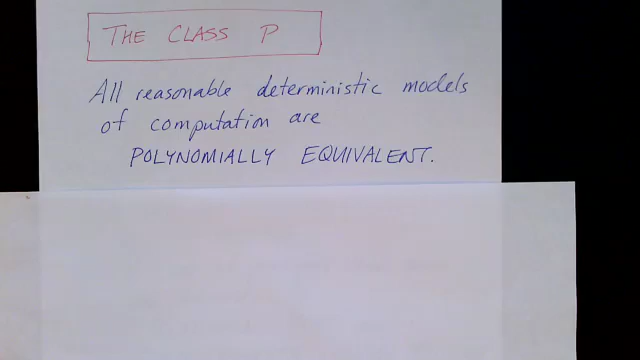 THE CLASS P
All reasonable deterministic models
of computation are
POLYNOMIALLY EQUIVALENT.